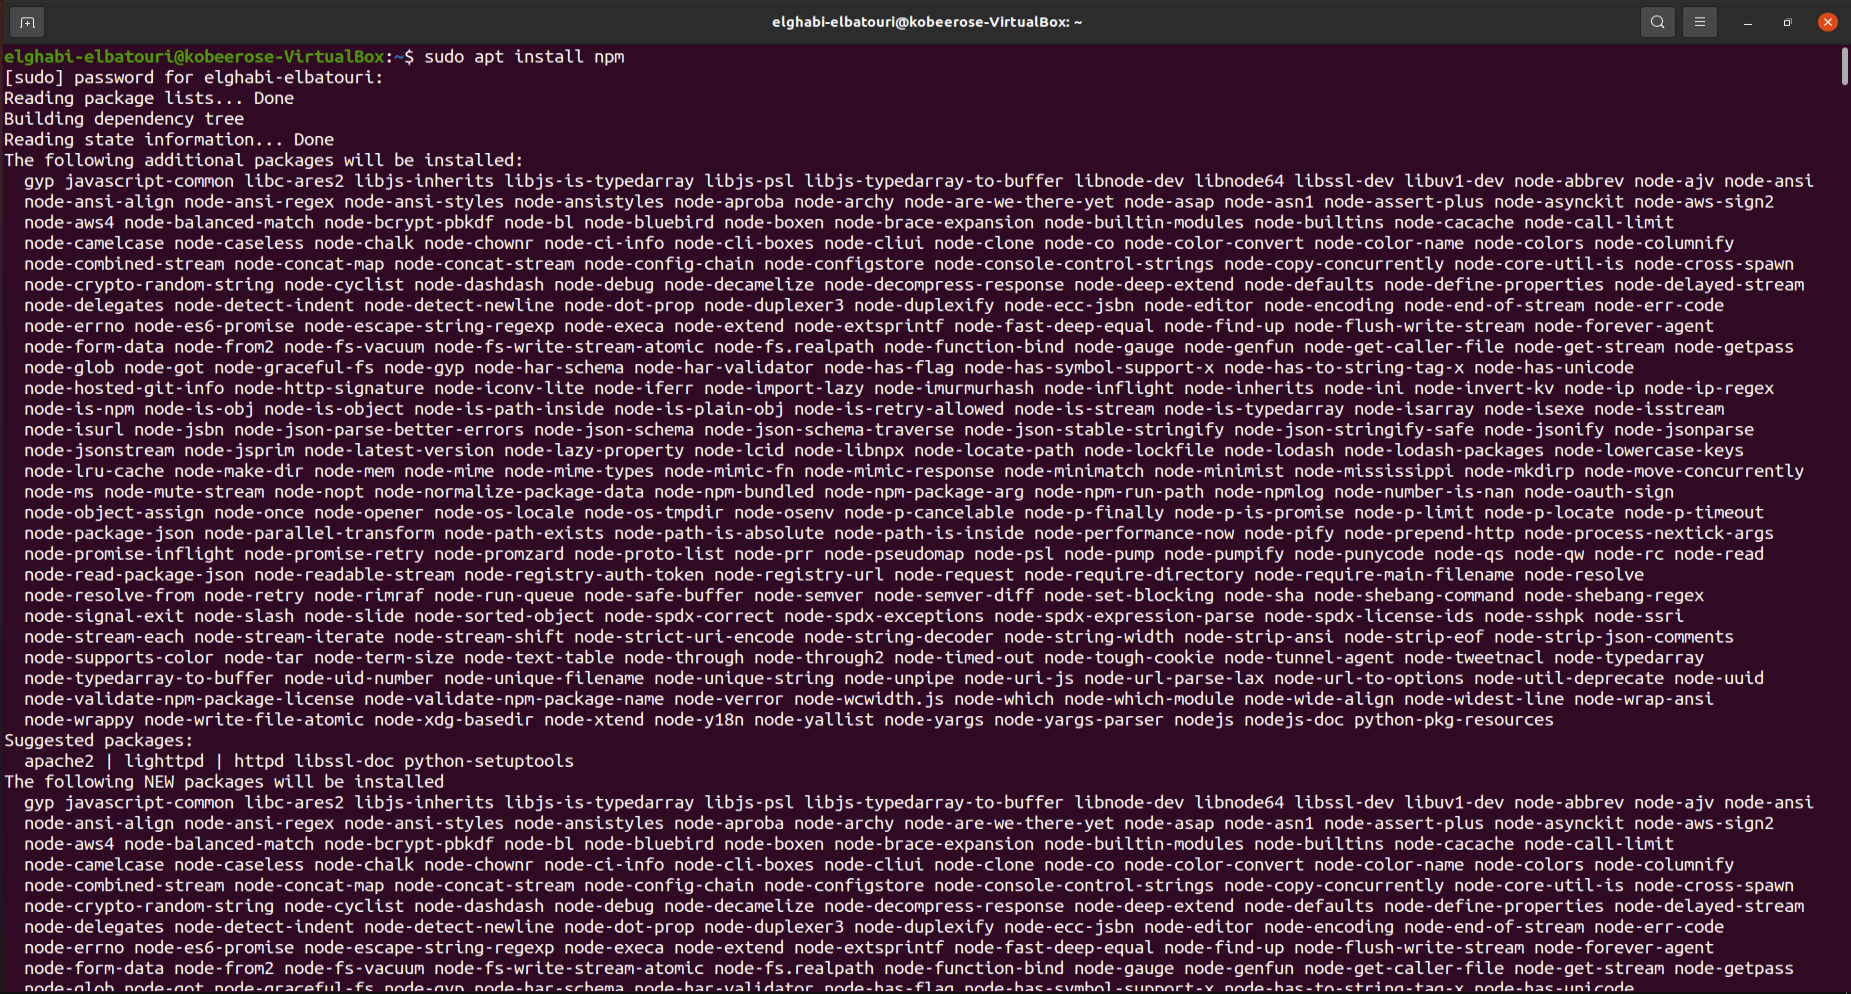 elghabi-elbatouri@kobeerose-VirtualBox: ~
elghabi-elbatouri@kobeerose-VirtualBox:~$ sudo apt install npm
[sudo] password for elghabi-elbatouri:
Reading package lists... Done
Building dependency tree
Reading state information... Done
The following additional packages will be installed:
gyp javascript-common libc-ares2 libjs-inherits libjs-is-typedarray libjs-psl libjs-typedarray-to-buffer libnode-dev libnode64 libssl-dev libuv1-dev node-abbrev node-ajv node-ansi
node-ansi-align node-ansi-regex node-ansi-styles node-ansistyles node-aproba node-archy node-are-we-there-yet node-asap node-asn1 node-assert-plus node-asynckit node-aws-sign2
node-aws4 node-balanced-match node-bcrypt-pbkdf node-bl node-bluebird node-boxen node-brace-expansion node-builtin-modules node-builtins node-cacache node-call-limit
node-camelcase node-caseless node-chalk node-chownr node-ci-info node-cli-boxes node-cliui node-clone node-co node-color-convert node-color-name node-colors node-columnify
node-combined-stream node-concat-map node-concat-stream node-config-chain node-configstore node-console-control-strings node-copy-concurrently node-core-util-is node-cross-spawn
node-crypto-random-string node-cyclist node-dashdash node-debug node-decamelize node-decompress-response node-deep-extend node-defaults node-define-properties node-delayed-stream
node-delegates node-detect-indent node-detect-newline node-dot-prop node-duplexer3 node-duplexify node-ecc-jsbn node-editor node-encoding node-end-of-stream node-err-code
node-errno node-es6-promise node-escape-string-regexp node-execa node-extend node-extsprintf node-fast-deep-equal node-find-up node-flush-write-stream node-forever-agent
node-form-data node-from2 node-fs-vacuum node-fs-write-stream-atomic node-fs.realpath node-function-bind node-gauge node-genfun node-get-caller-file node-get-stream node-getpass
node-glob node-got node-graceful-fs node-gyp node-har-schema node-har-validator node-has-flag node-has-symbol-support-x node-has-to-string-tag-x node-has-unicode
node-hosted-git-info node-http-signature node-iconv-lite node-iferr node-import-lazy node-imurmurhash node-inflight node-inherits node-ini node-invert-kv node-ip node-ip-regex
node-is-npm node-is-obj node-is-object node-is-path-inside node-is-plain-obj node-is-retry-allowed node-is-stream node-is-typedarray node-isarray node-isexe node-isstream
node-isurl node-jsbn node-json-parse-better-errors node-json-schema node-json-schema-traverse node-json-stable-stringify node-json-stringify-safe node-jsonify node-jsonparse
node-jsonstream node-jsprim node-latest-version node-lazy-property node-lcid node-libnpx node-locate-path node-lockfile node-lodash node-lodash-packages node-lowercase-keys
node-lru-cache node-make-dir node-mem node-mime node-mime-types node-mimic-fn node-mimic-response node-minimatch node-minimist node-mississippi node-mkdirp node-move-concurrently
node-ms node-mute-stream node-nopt node-normalize-package-data node-npm-bundled node-npm-package-arg node-npm-run-path node-npmlog node-number-is-nan node-oauth-sign
node-object-assign node-once node-opener node-os-locale node-os-tmpdir node-osenv node-p-cancelable node-p-finally node-p-is-promise node-p-limit node-p-locate node-p-timeout
node-package-json node-parallel-transform node-path-exists node-path-is-absolute node-path-is-inside node-performance-now node-pify node-prepend-http node-process-nextick-args
node-promise-inflight node-promise-retry node-promzard node-proto-list node-prr node-pseudomap node-psl node-pump node-pumpify node-punycode node-qs node-qw node-rc node-read
node-read-package-json node-readable-stream node-registry-auth-token node-registry-url node-request node-require-directory node-require-main-filename node-resolve
node-resolve-from node-retry node-rimraf node-run-queue node-safe-buffer node-semver node-semver-diff node-set-blocking node-sha node-shebang-command node-shebang-regex
node-signal-exit node-slash node-slide node-sorted-object node-spdx-correct node-spdx-exceptions node-spdx-expression-parse node-spdx-license-ids node-sshpk node-ssri
node-stream-each node-stream-iterate node-stream-shift node-strict-uri-encode node-string-decoder node-string-width node-strip-ansi node-strip-eof node-strip-json-comments
node-supports-color node-tar node-term-size node-text-table node-through node-through2 node-timed-out node-tough-cookie node-tunnel-agent node-tweetnacl node-typedarray
node-typedarray-to-buffer node-uid-number node-unique-filename node-unique-string node-unpipe node-uri-js node-url-parse-lax node-url-to-options node-util-deprecate node-uuid
node-validate-npm-package-license node-validate-npm-package-name node-verror node-wcwidth.js node-which node-which-module node-wide-align node-widest-line node-wrap-ansi
node-wrappy node-write-file-atomic node-xdg-basedir node-xtend node-y18n node-yallist node-yargs node-yargs-parser nodejs nodejs-doc python-pkg-resources
Suggested packages:
apache2 | lighttpd | httpd libssl-doc python-setuptools
The following NEW packages will be installed
gyp javascript-common libc-ares2 libjs-inherits libjs-is-typedarray libjs-psl libjs-typedarray-to-buffer libnode-dev libnode64 libssl-dev libuv1-dev node-abbrev node-ajv node-ansi
node-ansi-align node-ansi-regex node-ansi-styles node-ansistyles node-aproba node-archy node-are-we-there-yet node-asap node-asn1 node-assert-plus node-asynckit node-aws-sign2
node-aws4 node-balanced-match node-bcrypt-pbkdf node-bl node-bluebird node-boxen node-brace-expansion node-builtin-modules node-builtins node-cacache node-call-limit
node-camelcase node-caseless node-chalk node-chownr node-ci-info node-cli-boxes node-cliui node-clone node-co node-color-convert node-color-name node-colors node-columnify
node-combined-stream node-concat-map node-concat-stream node-config-chain node-configstore node-console-control-strings node-copy-concurrently node-core-util-is node-cross-spawn
node-crypto-random-string node-cyclist node-dashdash node-debug node-decamelize node-decompress-response node-deep-extend node-defaults node-define-properties node-delayed-stream
node-delegates node-detect-indent node-detect-newline node-dot-prop node-duplexer3 node-duplexify node-ecc-jsbn node-editor node-encoding node-end-of-stream node-err-code
node-errno node-es6-promise node-escape-string-regexp node-execa node-extend node-extsprintf node-fast-deep-equal node-find-up node-flush-write-stream node-forever-agent
node-form-data node-from2 node-fs-vacuum node-fs-write-stream-atomic node-fs.realpath node-function-bind node-gauge node-genfun node-get-caller-file node-get-stream node-getpass
node-glob node-got node-graceful-fs node-gyp node-har-schema node-har-validator node-has-flag node-has-symbol-support-x node-has-to-string-tag-x node-has-unicode